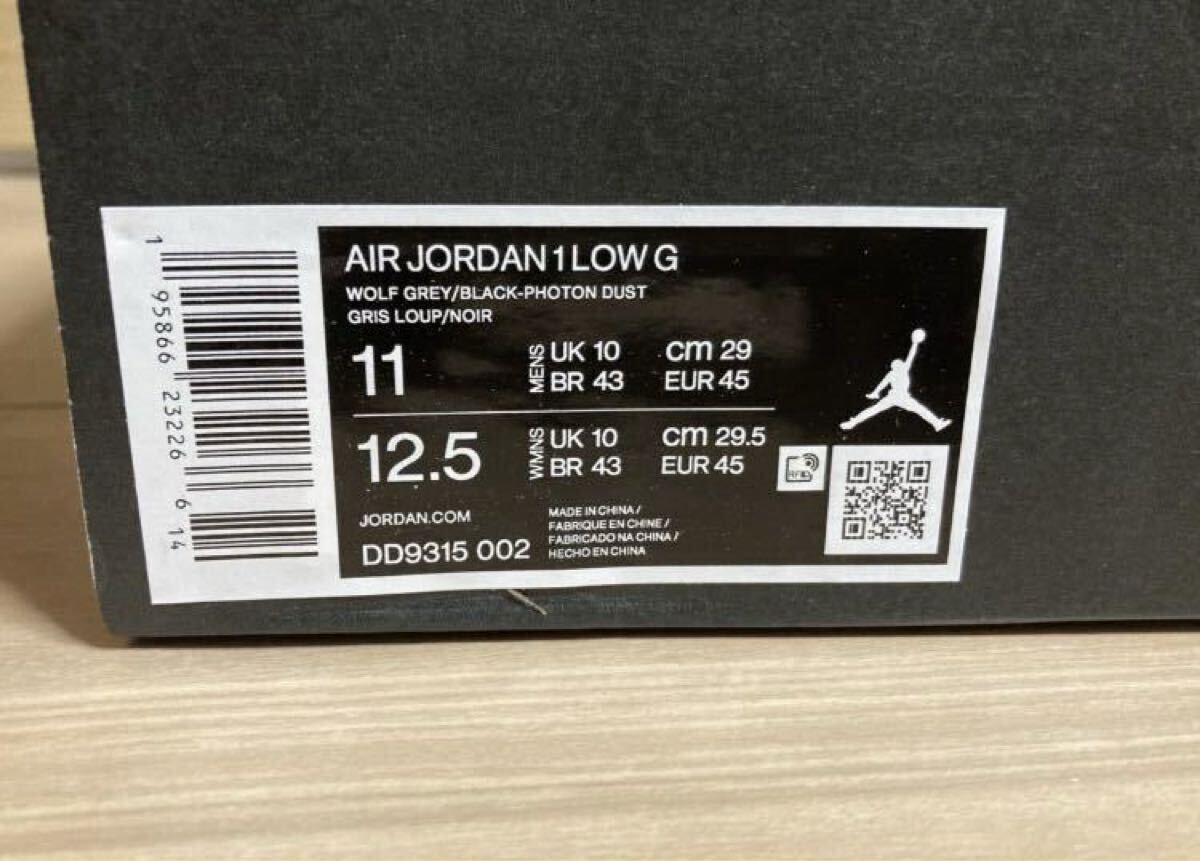 1 95866 23226 6 14
AIR JORDAN 1 LOW G
WOLF GREY/BLACK-PHOTON DUST
GRIS LOUP/NOIR
11 MENS UK 10 cm 29
BR 43 EUR 45
12.5 WMNS UK 10 cm 29.5
BR 43 EUR 45
RFID
JORDAN.COM
DD9315 002
MADE IN CHINA /
FABRIQUE EN CHINE /
FABRICADO NA CHINA /
HECHO EN CHINA